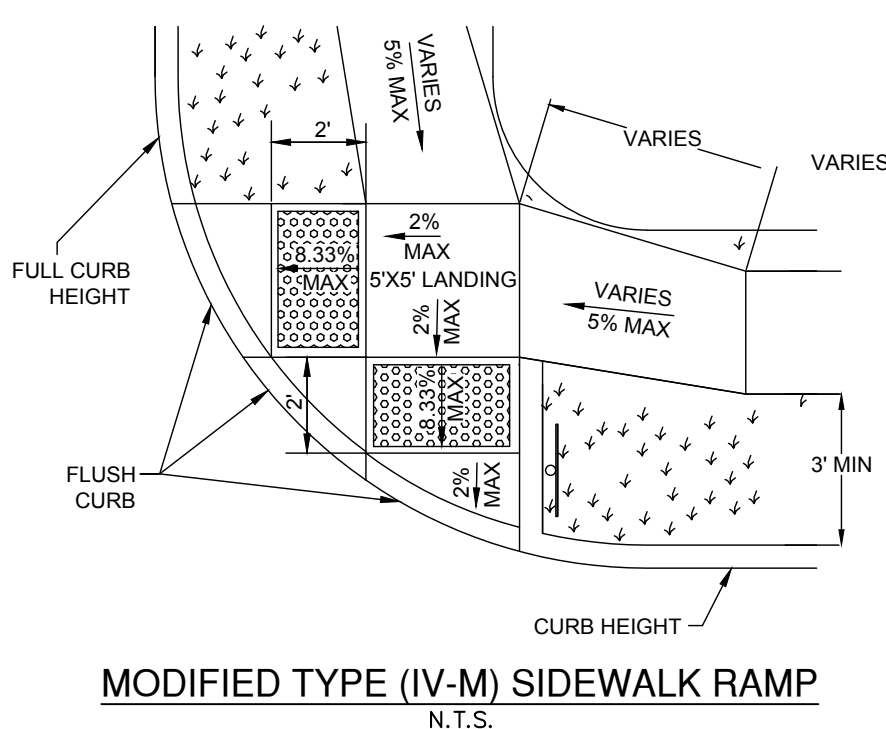 VARIES
5% MAX
2'
VARIES
VARIES
2%
MAX
8.33%
MAX
5'X5' LANDING
FULL CURB
HEIGHT
VARIES
5% MAX
2%
MAX
2'
8.33%
MAX
3' MIN
FLUSH
CURB
2%
MAX
CURB HEIGHT
MODIFIED TYPE (IV-M) SIDEWALK RAMP
N.T.S.